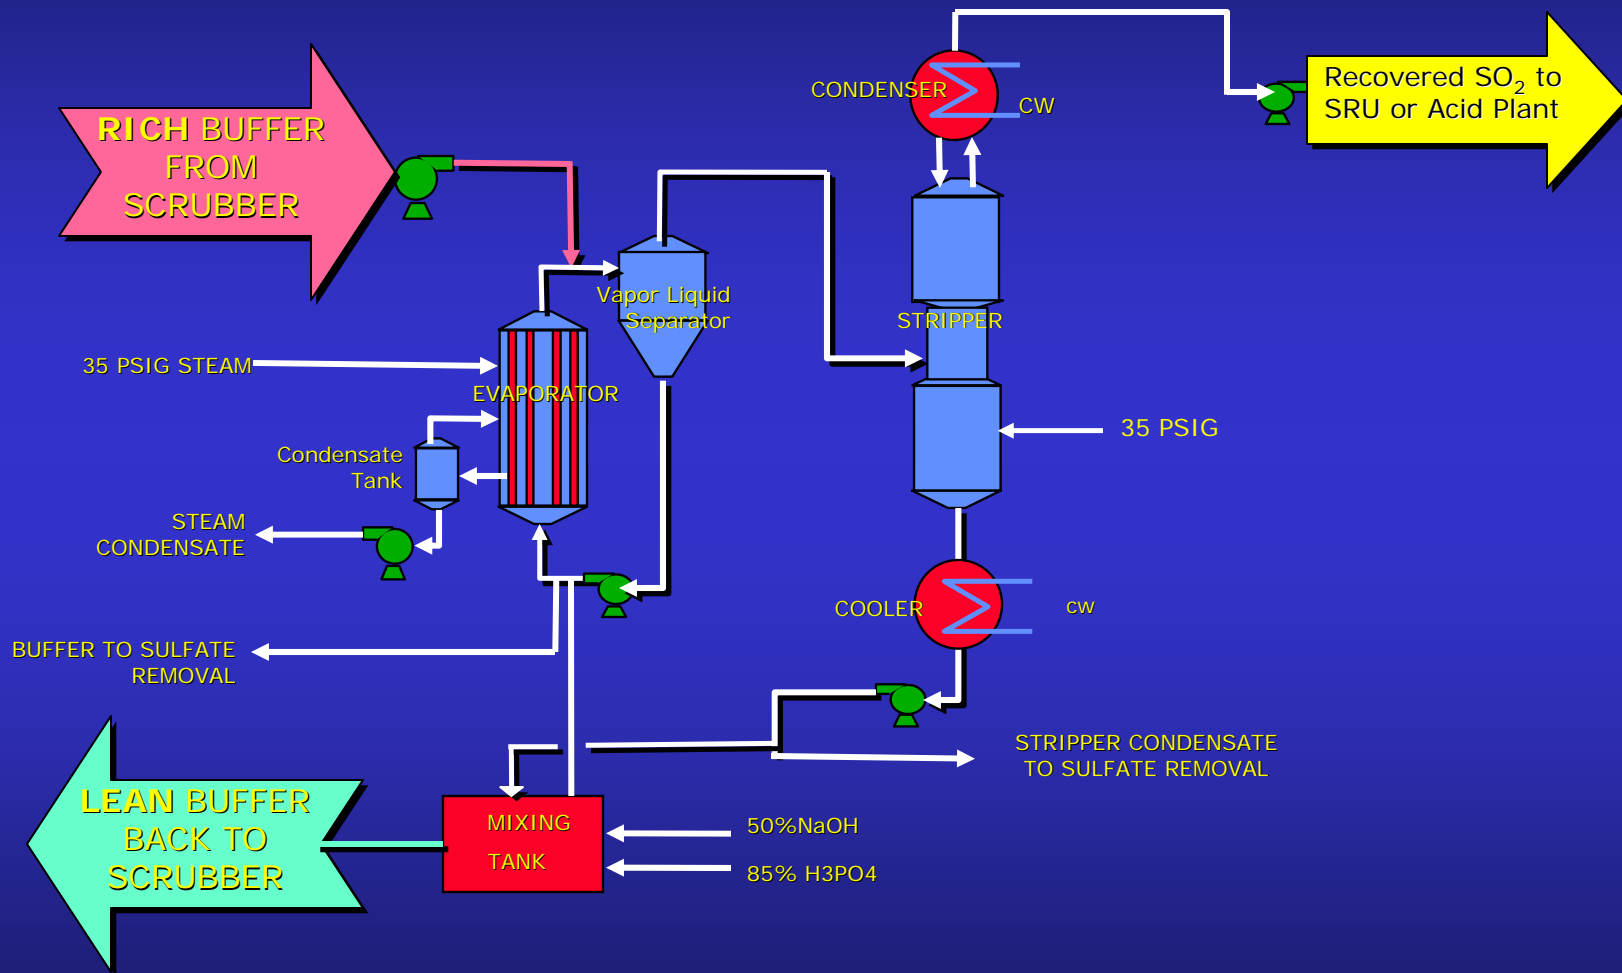 RICH BUFFER
FROM
SCRUBBER
CONDENSER
CW
Recovered SO2 to
SRU or Acid Plant
Vapor Liquid
Separator
STRIPPER
35 PSIG STEAM
EVAPORATOR
35 PSIG
Condensate
Tank
STEAM
CONDENSATE
COOLER
cw
BUFFER TO SULFATE
REMOVAL
STRIPPER CONDENSATE
TO SULFATE REMOVAL
LEAN BUFFER
BACK TO
SCRUBBER
MIXING
TANK
50%NaOH
85% H3PO4